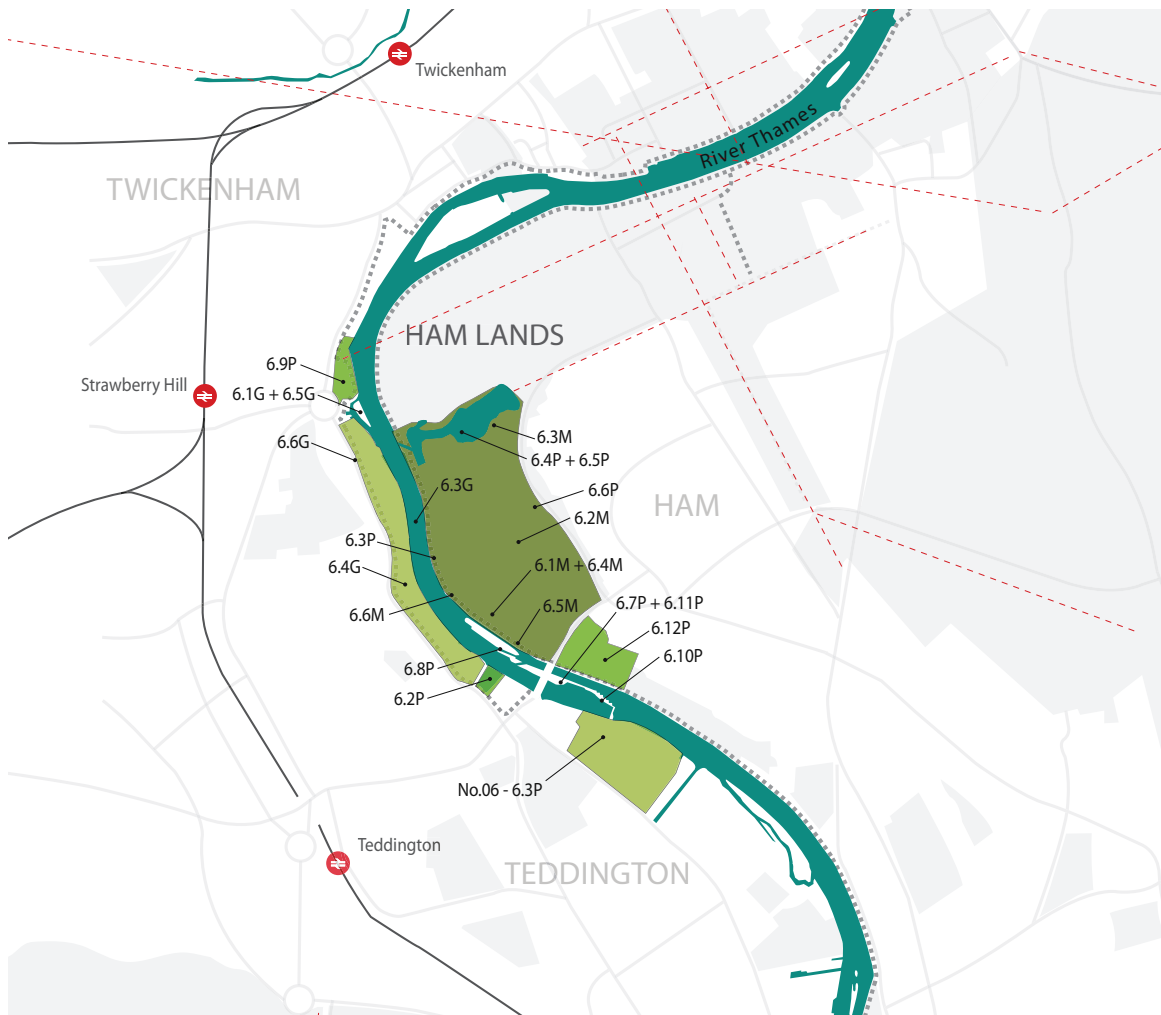 Twickenham
River Thames
TWICKENHAM
HAM LANDS
6.9P
Strawberry Hill
6.1G + 6.5G
6.3M
6.6G
6.4P + 6.5P
6.3G
6.6P
HAM
6.2M
6.3P
6.4G
6.1M + 6.4M
6.6M
6.5M
6.7P + 6.11P
6.12P
6.8P
6.10P
6.2P
No.06 - 6.3P
Teddington
TEDDINGTON